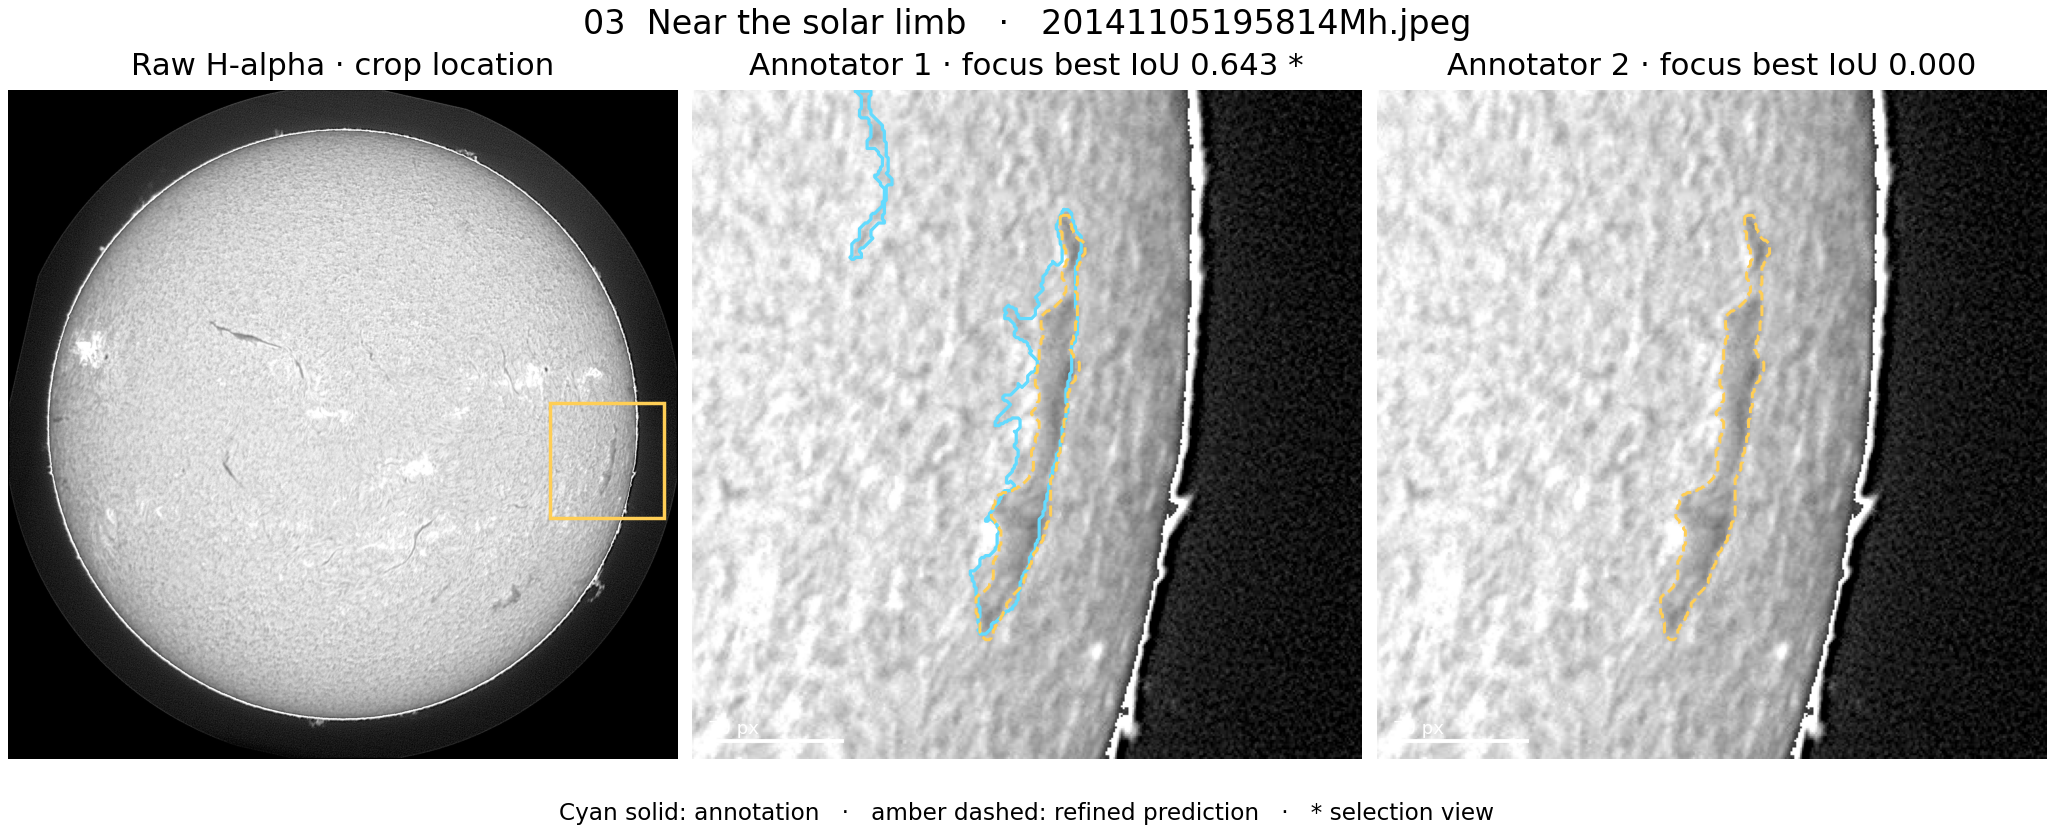 03 Near the solar limb · 20141105195814Mh.jpeg
Raw H-alpha · crop location
Annotator 1 · focus best IoU 0.643 *
Annotator 2 · focus best IoU 0.000
px
px
Cyan solid: annotation · amber dashed: refined prediction · * selection view